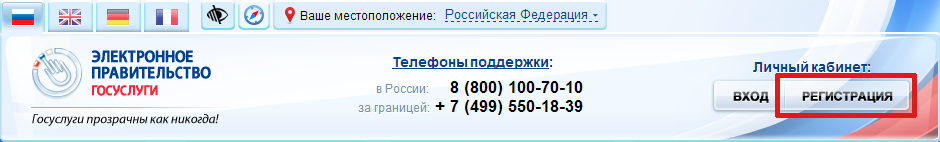 Ваше местоположение: Российская Федерация
ЭЛЕКТРОННОЕ
ПРАВИТЕЛЬСТВО
ГОСУСЛУГИ
Госуслуги прозрачны как никогда!
Телефоны поддержки:
в России: 8 (800) 100-70-10
за границей: + 7 (499) 550-18-39
Личный кабинет:
ВХОД РЕГИСТРАЦИЯ